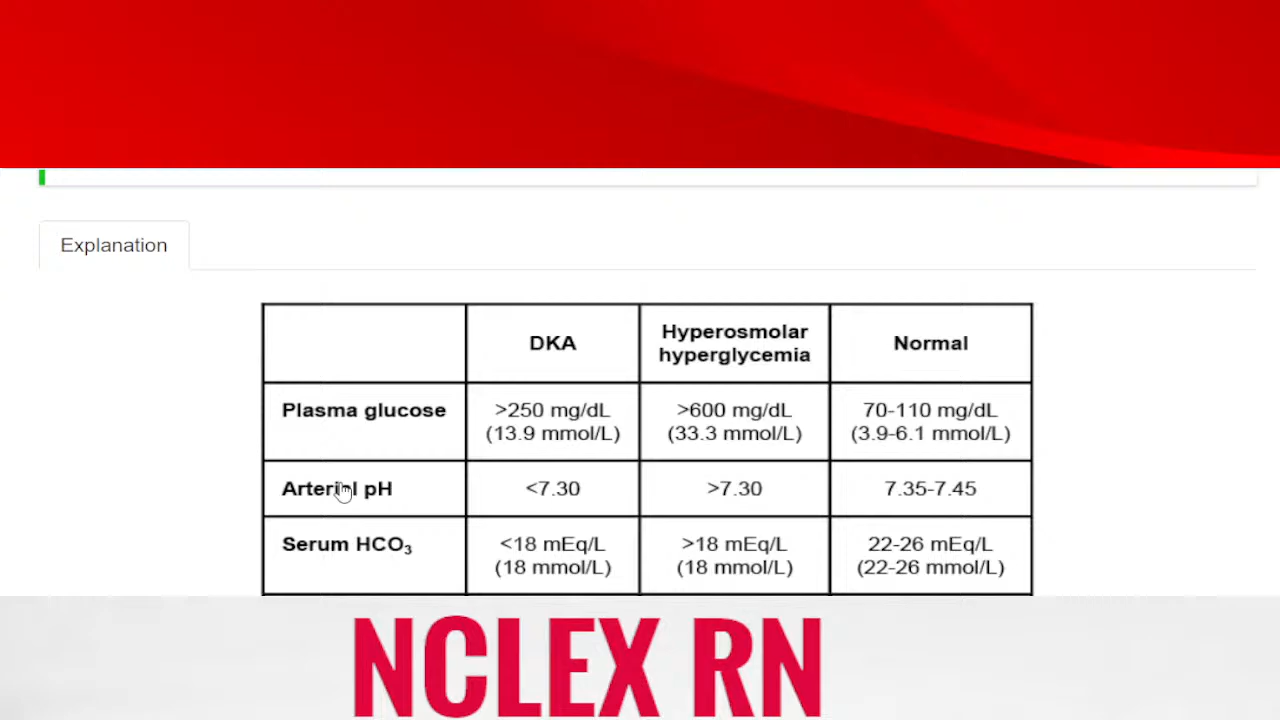 Explanation
DKA
Hyperosmolar
hyperglycemia
Normal
Plasma glucose
>250 mg/dL
(13.9 mmol/L)
>600 mg/dL
(33.3 mmol/L)
70-110 mg/dL
(3.9-6.1 mmol/L)
Arterial pH
<7.30
>7.30
7.35-7.45
Serum HCO₃
<18 mEq/L
(18 mmol/L)
>18 mEq/L
(18 mmol/L)
22-26 mEq/L
(22-26 mmol/L)
NCLEX RN